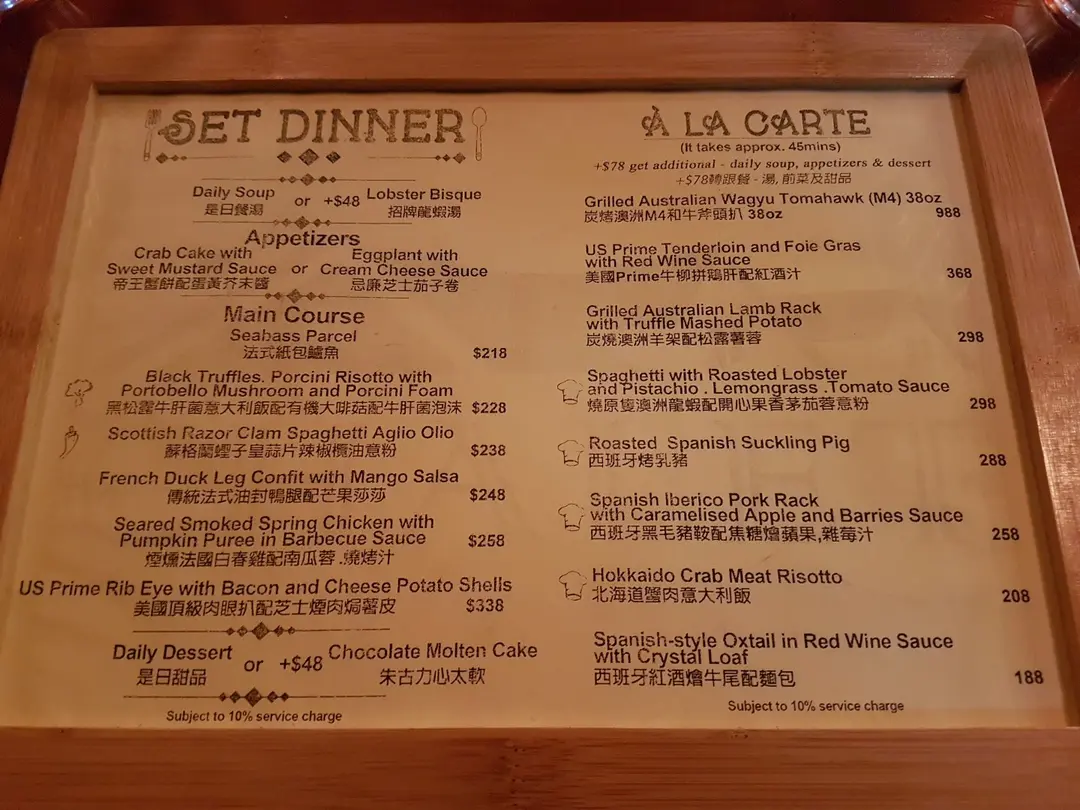 SET DINNER
Daily Soup or +$48 Lobster Bisque
是日餐湯 招牌龍蝦湯
Appetizers
Crab Cake with Eggplant with
Sweet Mustard Sauce or Cream Cheese Sauce
帝王蟹餅配蛋黃芥末醬 忌廉芝士茄子卷
Main Course
Seabass Parcel
法式紙包鱸魚 $218
Black Truffles. Porcini Risotto with
Portobello Mushroom and Porcini Foam
黑松露牛肝菌意大利飯配有機大啡菇配牛肝菌泡沫 $228
Scottish Razor Clam Spaghetti Aglio Olio
蘇格蘭蟶子皇蒜片辣椒欖油意粉 $238
French Duck Leg Confit with Mango Salsa
傳統法式油封鴨腿配芒果莎莎 $248
Seared Smoked Spring Chicken with
Pumpkin Puree in Barbecue Sauce $258
煙燻法國白春雞配南瓜蓉 .燒烤汁
US Prime Rib Eye with Bacon and Cheese Potato Shells
美國頂級肉眼扒配芝士煙肉焗薯皮 $338
Daily Dessert or +$48 Chocolate Molten Cake
是日甜品 朱古力心太軟
Subject to 10% service charge
À LA CARTE
(It takes approx. 45mins)
+$78 get additional - daily soup, appetizers & dessert
+$78轉跟餐 - 湯, 前菜及甜品
Grilled Australian Wagyu Tomahawk (M4) 38oz
炭烤澳洲M4和牛斧頭扒 38oz 988
US Prime Tenderloin and Foie Gras
with Red Wine Sauce
美國Prime牛柳拼鵝肝配紅酒汁 368
Grilled Australian Lamb Rack
with Truffle Mashed Potato
炭燒澳洲羊架配松露薯蓉 298
Spaghetti with Roasted Lobster
and Pistachio . Lemongrass .Tomato Sauce
燒原隻澳洲龍蝦配開心果香茅茄蓉意粉 298
Roasted Spanish Suckling Pig
西班牙烤乳豬 288
Spanish Iberico Pork Rack
with Caramelised Apple and Barries Sauce
西班牙黑毛豬鞍配焦糖燴蘋果,雜莓汁 258
Hokkaido Crab Meat Risotto
北海道蟹肉意大利飯 208
Spanish-style Oxtail in Red Wine Sauce
with Crystal Loaf
西班牙紅酒燴牛尾配麵包 188
Subject to 10% service charge